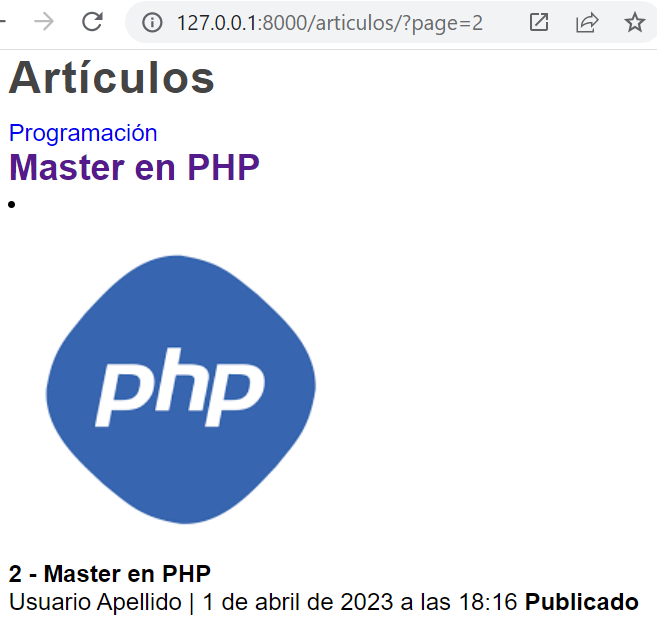 127.0.0.1:8000/articulos/?page=2
Artículos
Programación
Master en PHP
php
2 - Master en PHP
Usuario Apellido | 1 de abril de 2023 a las 18:16 Publicado